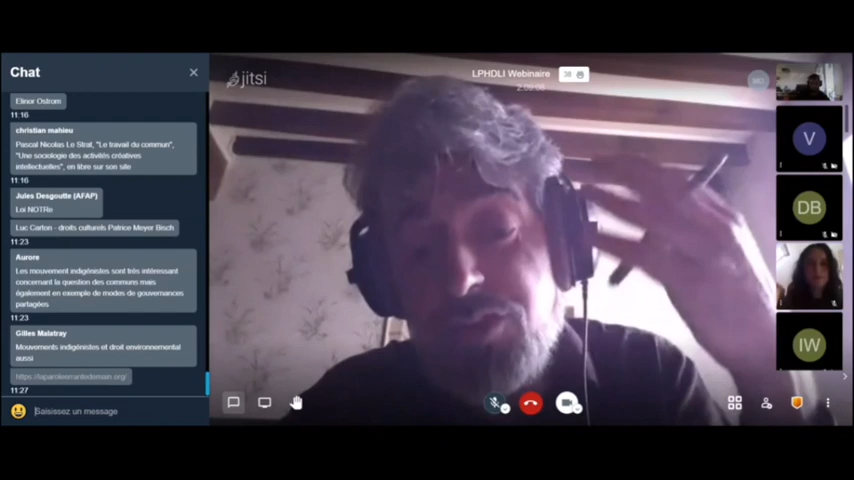 Chat
Elinor Ostrom
11:16
christian mahieu
Pascal Nicolas Le Strat, "Le travail du commun",
"Une sociologie des activités créatives
intellectuelles", en libre sur son site
11:16
Jules Desgoutte (AFAP)
Loi NOTRe
Luc Carton - droits culturels Patrice Meyer Bisch
11:23
Aurore
Les mouvement indigénistes sont très intéressant
concernant la question des communs mais
également en exemple de modes de gouvernances
partagées
11:23
Gilles Malatray
Mouvements indigénistes et droit environnemental
aussi
https://laparoleerrantedemain.org/
11:27
Saisissez un message
jitsi
LPHDLI Webinaire
38
MD
V
DB
IW